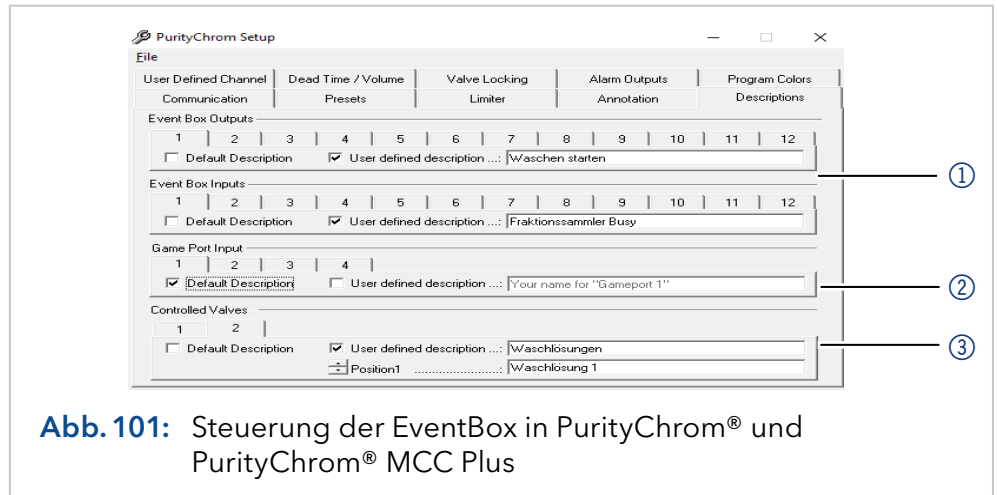 PurityChrom Setup
File
User Defined Channel Dead Time / Volume Valve Locking Alarm Outputs Program Colors
Communication Presets Limiter Annotation Descriptions
Event Box Outputs
1 2 3 4 5 6 7 8 9 10 11 12
Default Description User defined description ...: Waschen starten
①
Event Box Inputs
1 2 3 4 5 6 7 8 9 10 11 12
Default Description User defined description ...: Fraktionssammler Busy
Game Port Input
1 2 3 4
Default Description User defined description ...: Your name for "Gameport 1"
②
Controlled Valves
1 2
Default Description User defined description ...: Waschlösungen
③
Position1 ......................: Waschlösung 1
Abb. 101: Steuerung der EventBox in PurityChrom® und
PurityChrom® MCC Plus